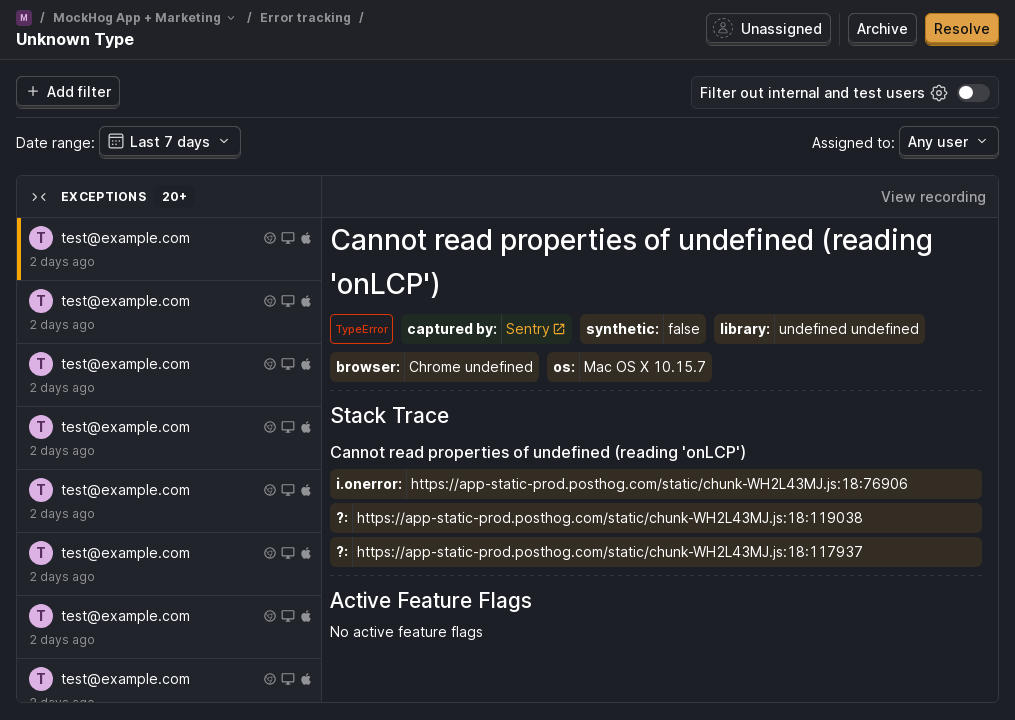 M / MockHog App + Marketing / Error tracking /
Unknown Type
Unassigned Archive Resolve
Add filter
Filter out internal and test users
Date range: Last 7 days
Assigned to: Any user
EXCEPTIONS 20+
View recording
T test@example.com
2 days ago
T test@example.com
2 days ago
T test@example.com
2 days ago
T test@example.com
2 days ago
T test@example.com
2 days ago
T test@example.com
2 days ago
T test@example.com
2 days ago
T test@example.com
2 days ago
Cannot read properties of undefined (reading
'onLCP')
TypeError captured by: Sentry synthetic: false library: undefined undefined
browser: Chrome undefined os: Mac OS X 10.15.7
Stack Trace
Cannot read properties of undefined (reading 'onLCP')
i.onerror: https://app-static-prod.posthog.com/static/chunk-WH2L43MJ.js:18:76906
?: https://app-static-prod.posthog.com/static/chunk-WH2L43MJ.js:18:119038
?: https://app-static-prod.posthog.com/static/chunk-WH2L43MJ.js:18:117937
Active Feature Flags
No active feature flags